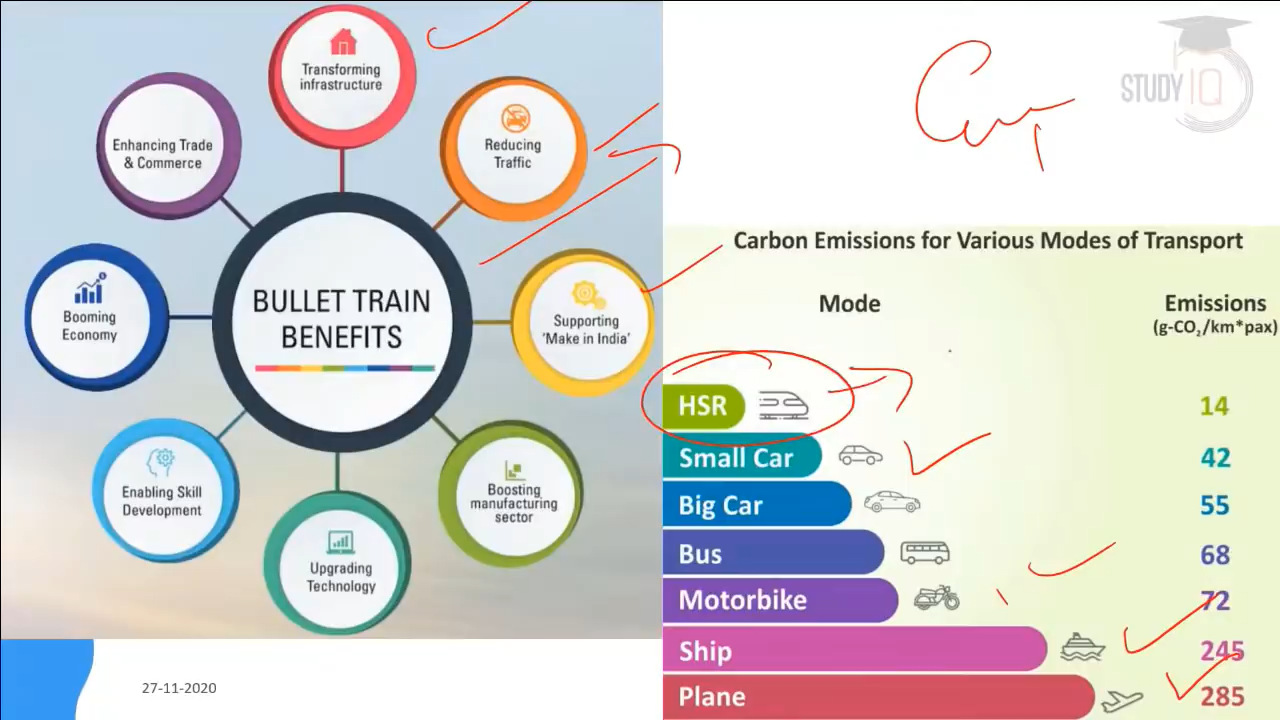 Transforming
infrastructure
Reducing
Traffic
Supporting
'Make in India'
Boosting
manufacturing
sector
Upgrading
Technology
Enabling Skill
Development
Booming
Economy
Enhancing Trade
& Commerce
BULLET TRAIN
BENEFITS
27-11-2020
STUDY IQ
Carbon Emissions for Various Modes of Transport
Mode Emissions
(g-CO₂/km*pax)
HSR 14
Small Car 42
Big Car 55
Bus 68
Motorbike 72
Ship 245
Plane 285